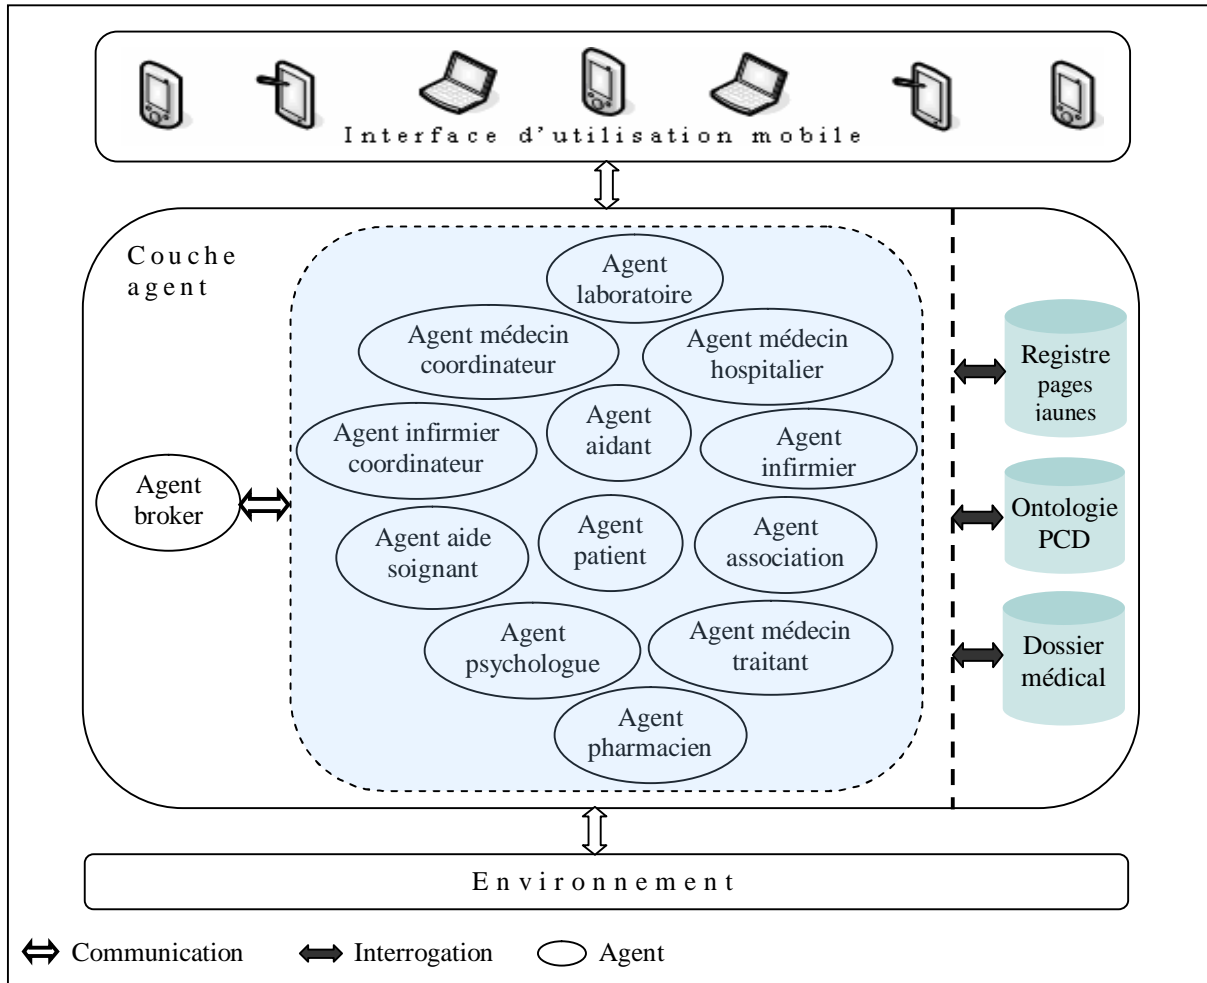 Interface d'utilisation mobile
Couche
agent
Agent
laboratoire
Agent médecin
coordinateur
Agent médecin
hospitalier
Agent infirmier
coordinateur
Agent
aidant
Agent
infirmier
Agent
broker
Agent aide
soignant
Agent
patient
Agent
association
Agent
psychologue
Agent médecin
traitant
Agent
pharmacien
Registre
pages
jaunes
Ontologie
PCD
Dossier
médical
Environnement
Communication
Interrogation
Agent